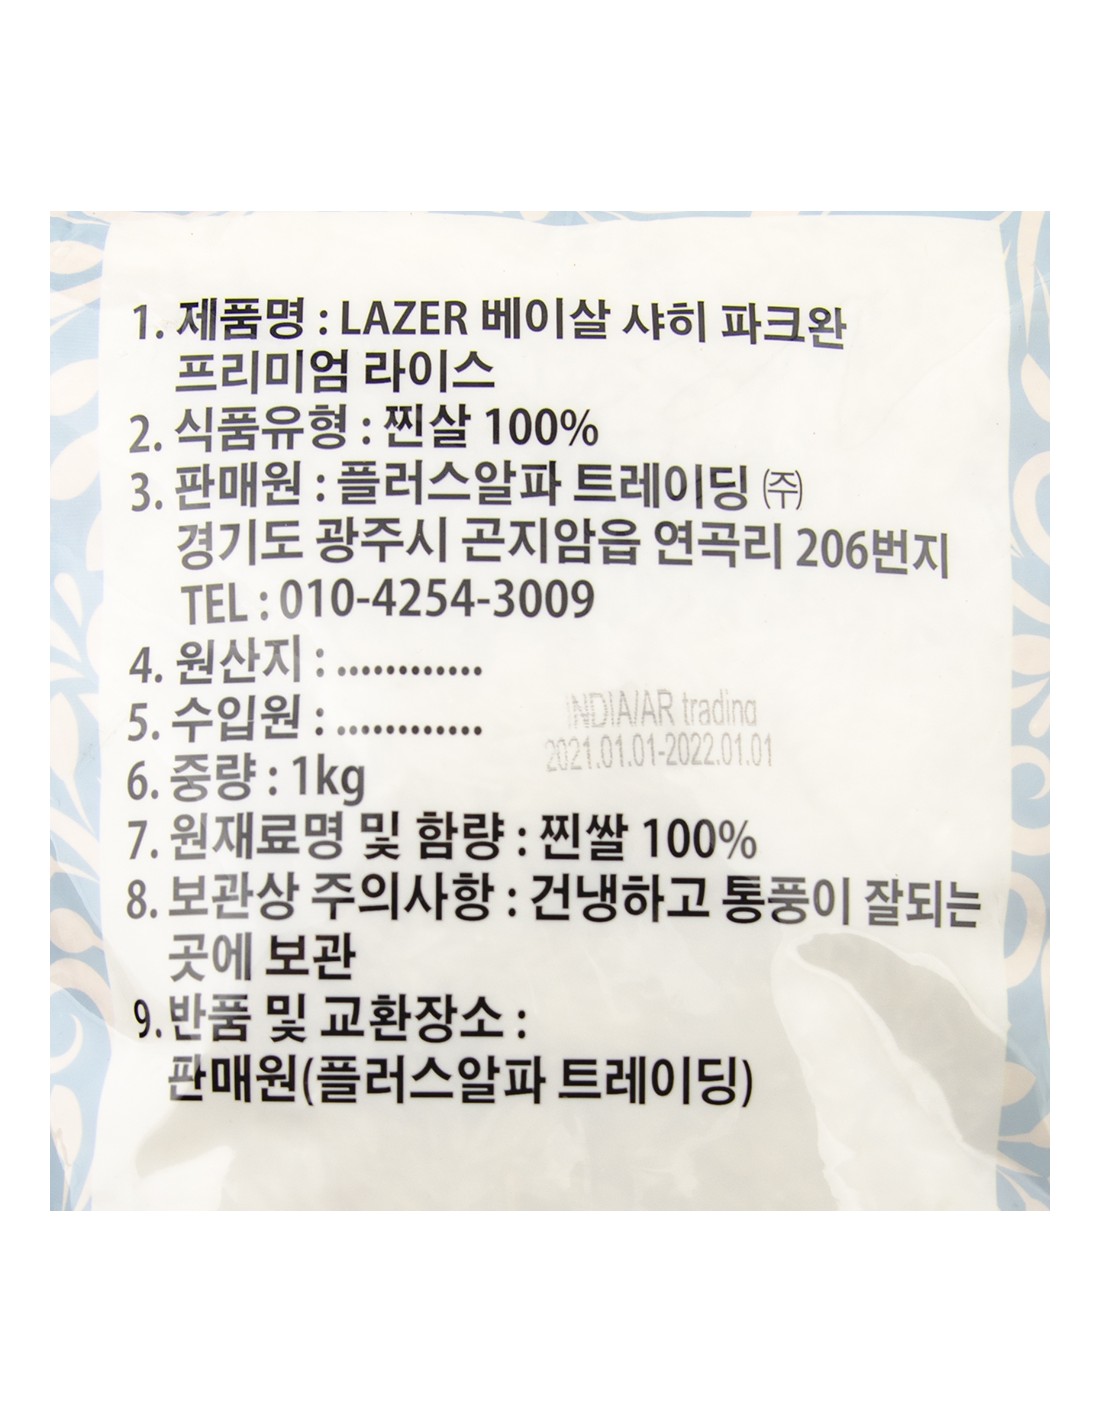 1. 제품명 : LAZER 베이살 샤히 파크완
프리미엄 라이스
2. 식품유형 : 찐살 100%
3. 판매원 : 플러스알파 트레이딩 ㈜
경기도 광주시 곤지암읍 연곡리 206번지
TEL : 010-4254-3009
4. 원산지 : ............
5. 수입원 : ............
INDIA/AR trading
2021.01.01-2022.01.01
6. 중량 : 1kg
7. 원재료명 및 함량 : 찐쌀 100%
8. 보관상 주의사항 : 건냉하고 통풍이 잘되는
곳에 보관
9. 반품 및 교환장소 :
판매원(플러스알파 트레이딩)